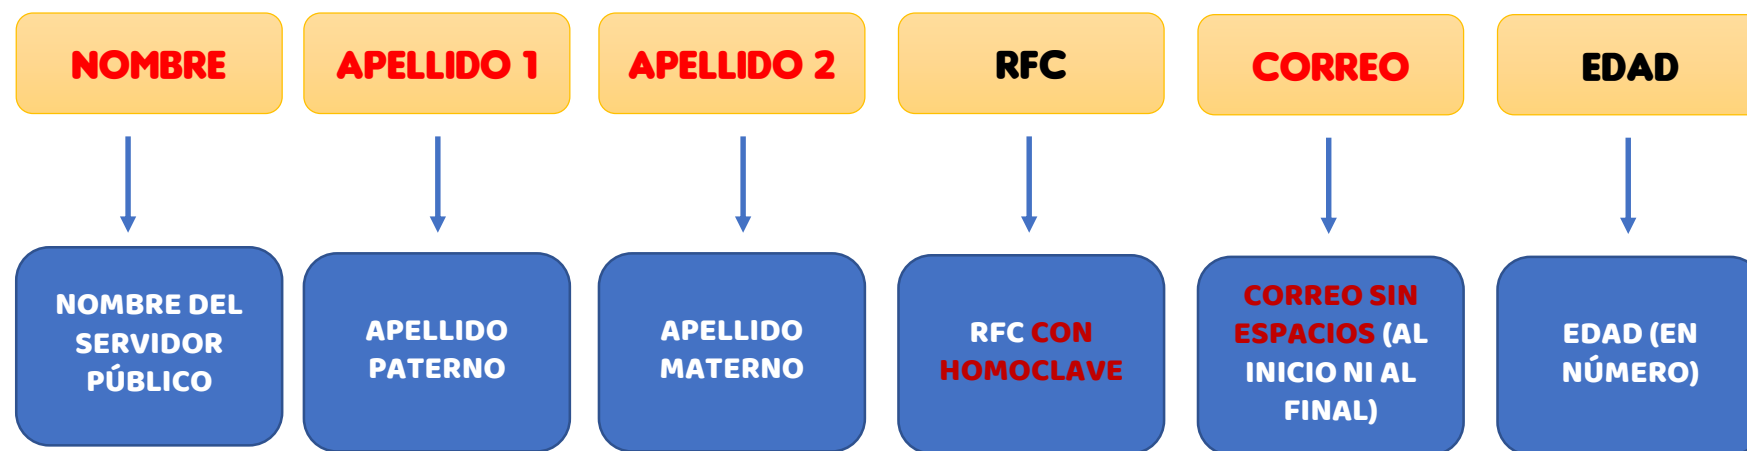 NOMBRE
APELLIDO 1
APELLIDO 2
RFC
CORREO
EDAD
NOMBRE DEL
SERVIDOR
PÚBLICO
APELLIDO
PATERNO
APELLIDO
MATERNO
RFC CON
HOMOCLAVE
CORREO SIN
ESPACIOS (AL
INICIO NI AL
FINAL)
EDAD (EN
NÚMERO)